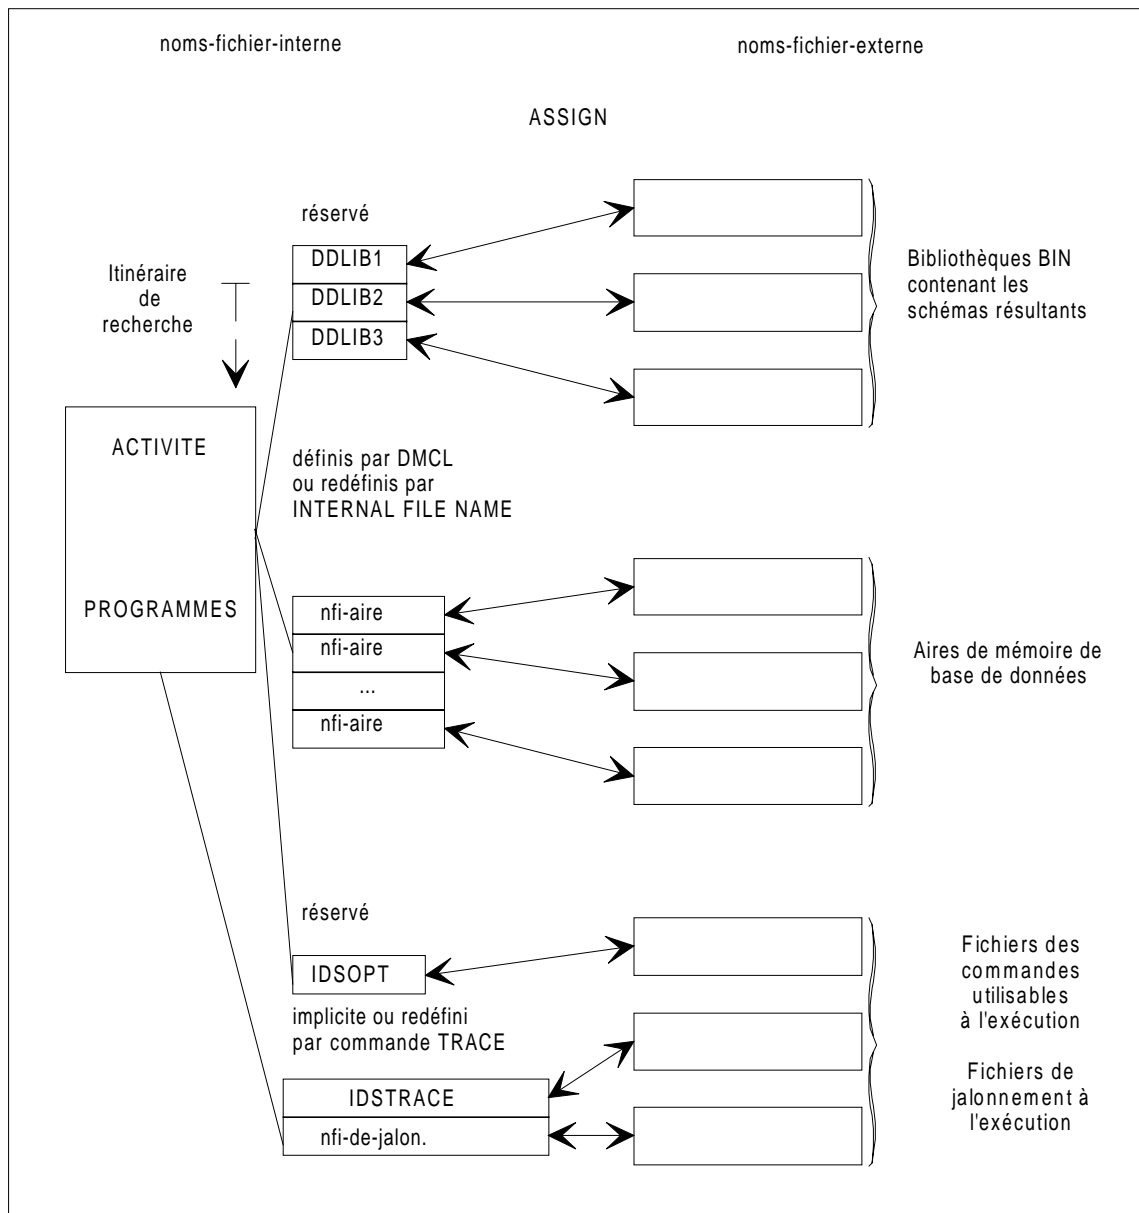 noms-fichier-interne
noms-fichier-externe
ASSIGN
réservé
DDLIB1
DDLIB2
DDLIB3
Itinéraire
de
recherche
Bibliothèques BIN
contenant les
schémas résultants
ACTIVITE
PROGRAMMES
définis par DMCL
ou redéfinis par
INTERNAL FILE NAME
nfi-aire
nfi-aire
...
nfi-aire
Aires de mémoire de
base de données
réservé
IDSOPT
implicite ou redéfini
par commande TRACE
IDSTRACE
nfi-de-jalon.
Fichiers des
commandes
utilisables
à l'exécution
Fichiers de
jalonnement à
l'exécution